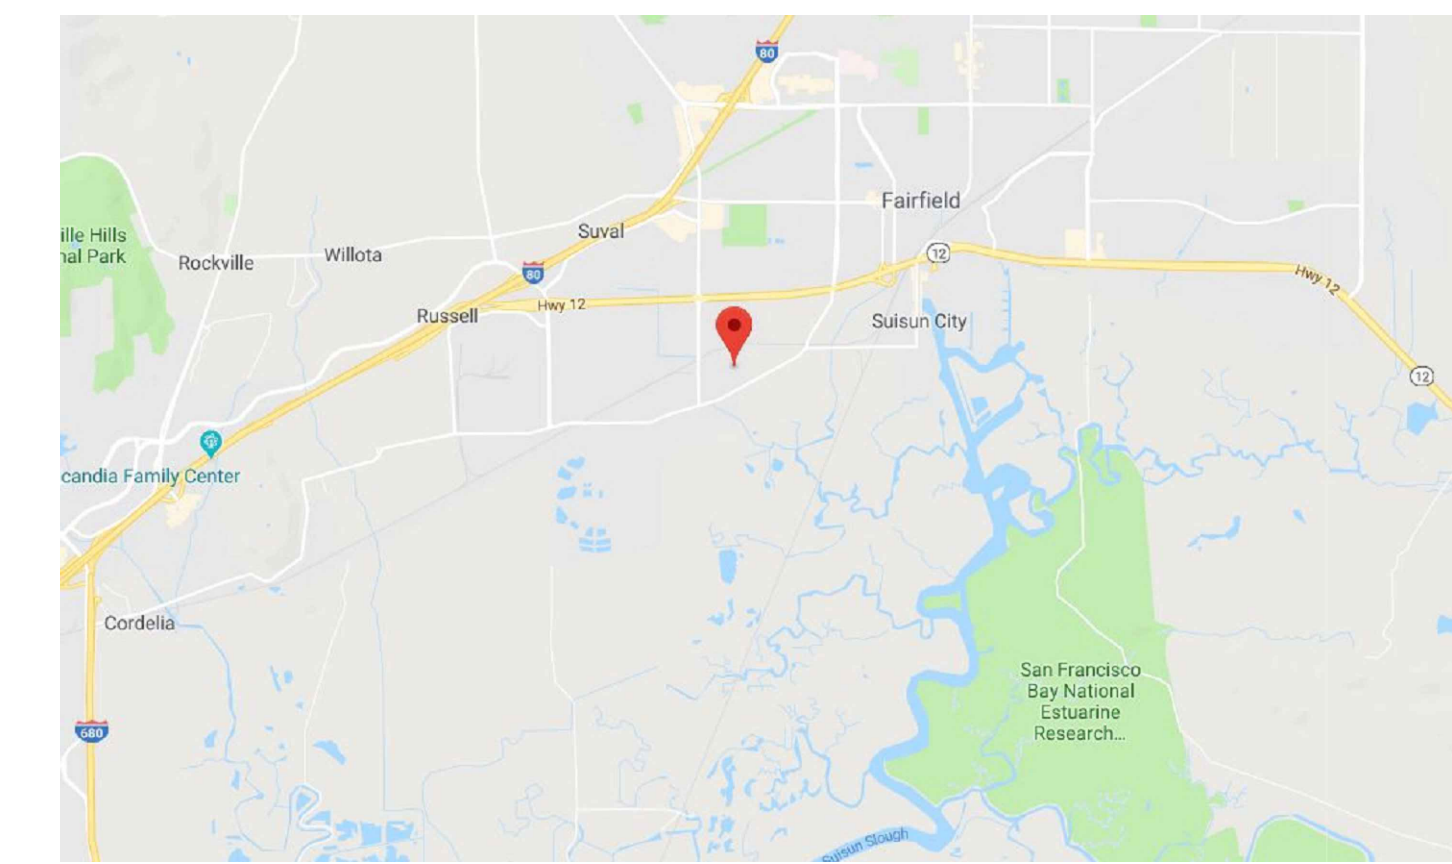 80
Fairfield
ille Hills
nal Park
Suval
Rockville
Willota
12
80
Hwy 12
Hwy 12
Russell
Suisun City
12
candia Family Center
Cordelia
San Francisco
Bay National
Estuarine
Research...
680
Suisun Slough